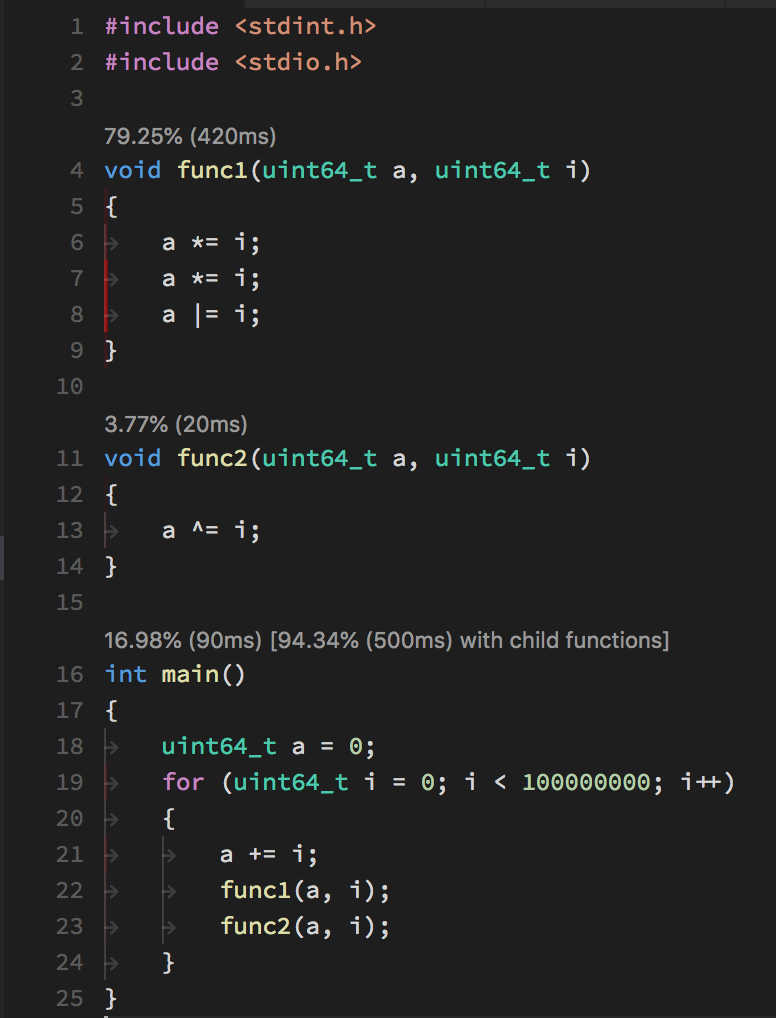 1 #include <stdint.h>
2 #include <stdio.h>
3
79.25% (420ms)
4 void func1(uint64_t a, uint64_t i)
5 {
6 → a *= i;
7 → a *= i;
8 → a |= i;
9 }
10
3.77% (20ms)
11 void func2(uint64_t a, uint64_t i)
12 {
13 → a ^= i;
14 }
15
16.98% (90ms) [94.34% (500ms) with child functions]
16 int main()
17 {
18 → uint64_t a = 0;
19 → for (uint64_t i = 0; i < 100000000; i++)
20 → {
21 → → a += i;
22 → → func1(a, i);
23 → → func2(a, i);
24 → }
25 }